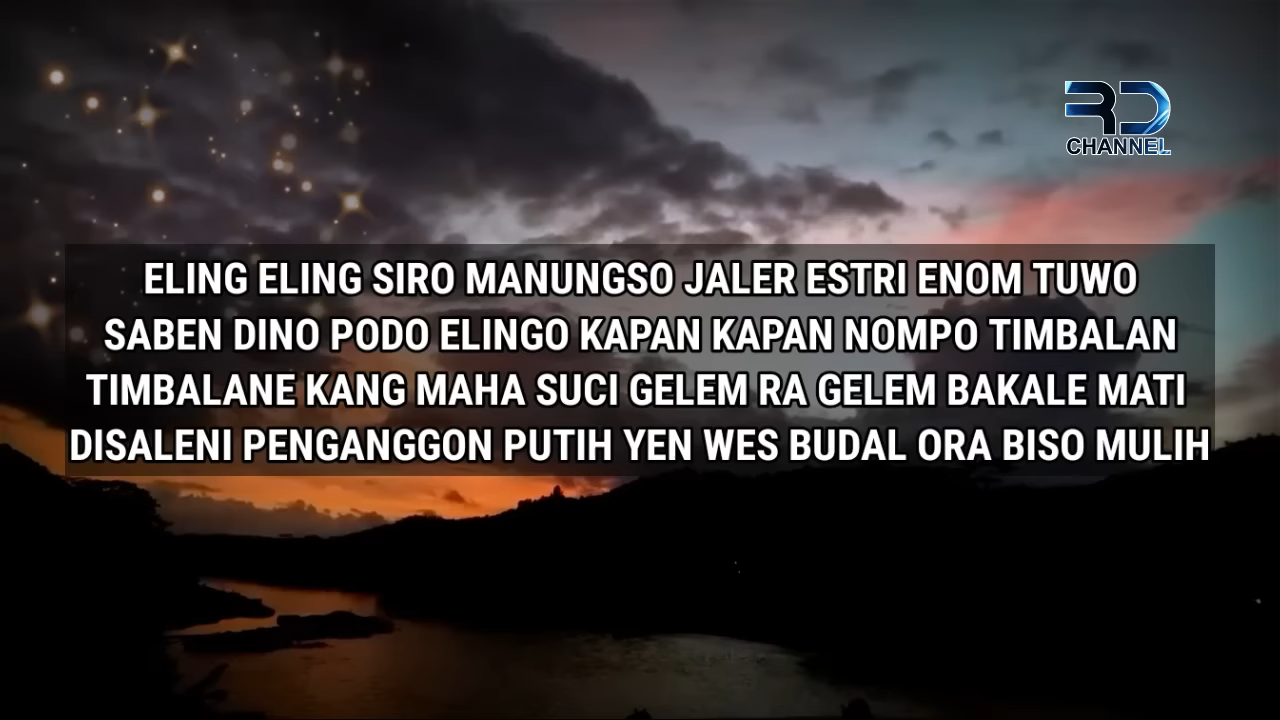 RD
CHANNEL
ELING ELING SIRO MANUNGSO JALER ESTRI ENOM TUWO
SABEN DINO PODO ELINGO KAPAN KAPAN NOMPO TIMBALAN
TIMBALANE KANG MAHA SUCI GELEM RA GELEM BAKALE MATI
DISALENI PENGANGGON PUTIH YEN WES BUDAL ORA BISO MULIH